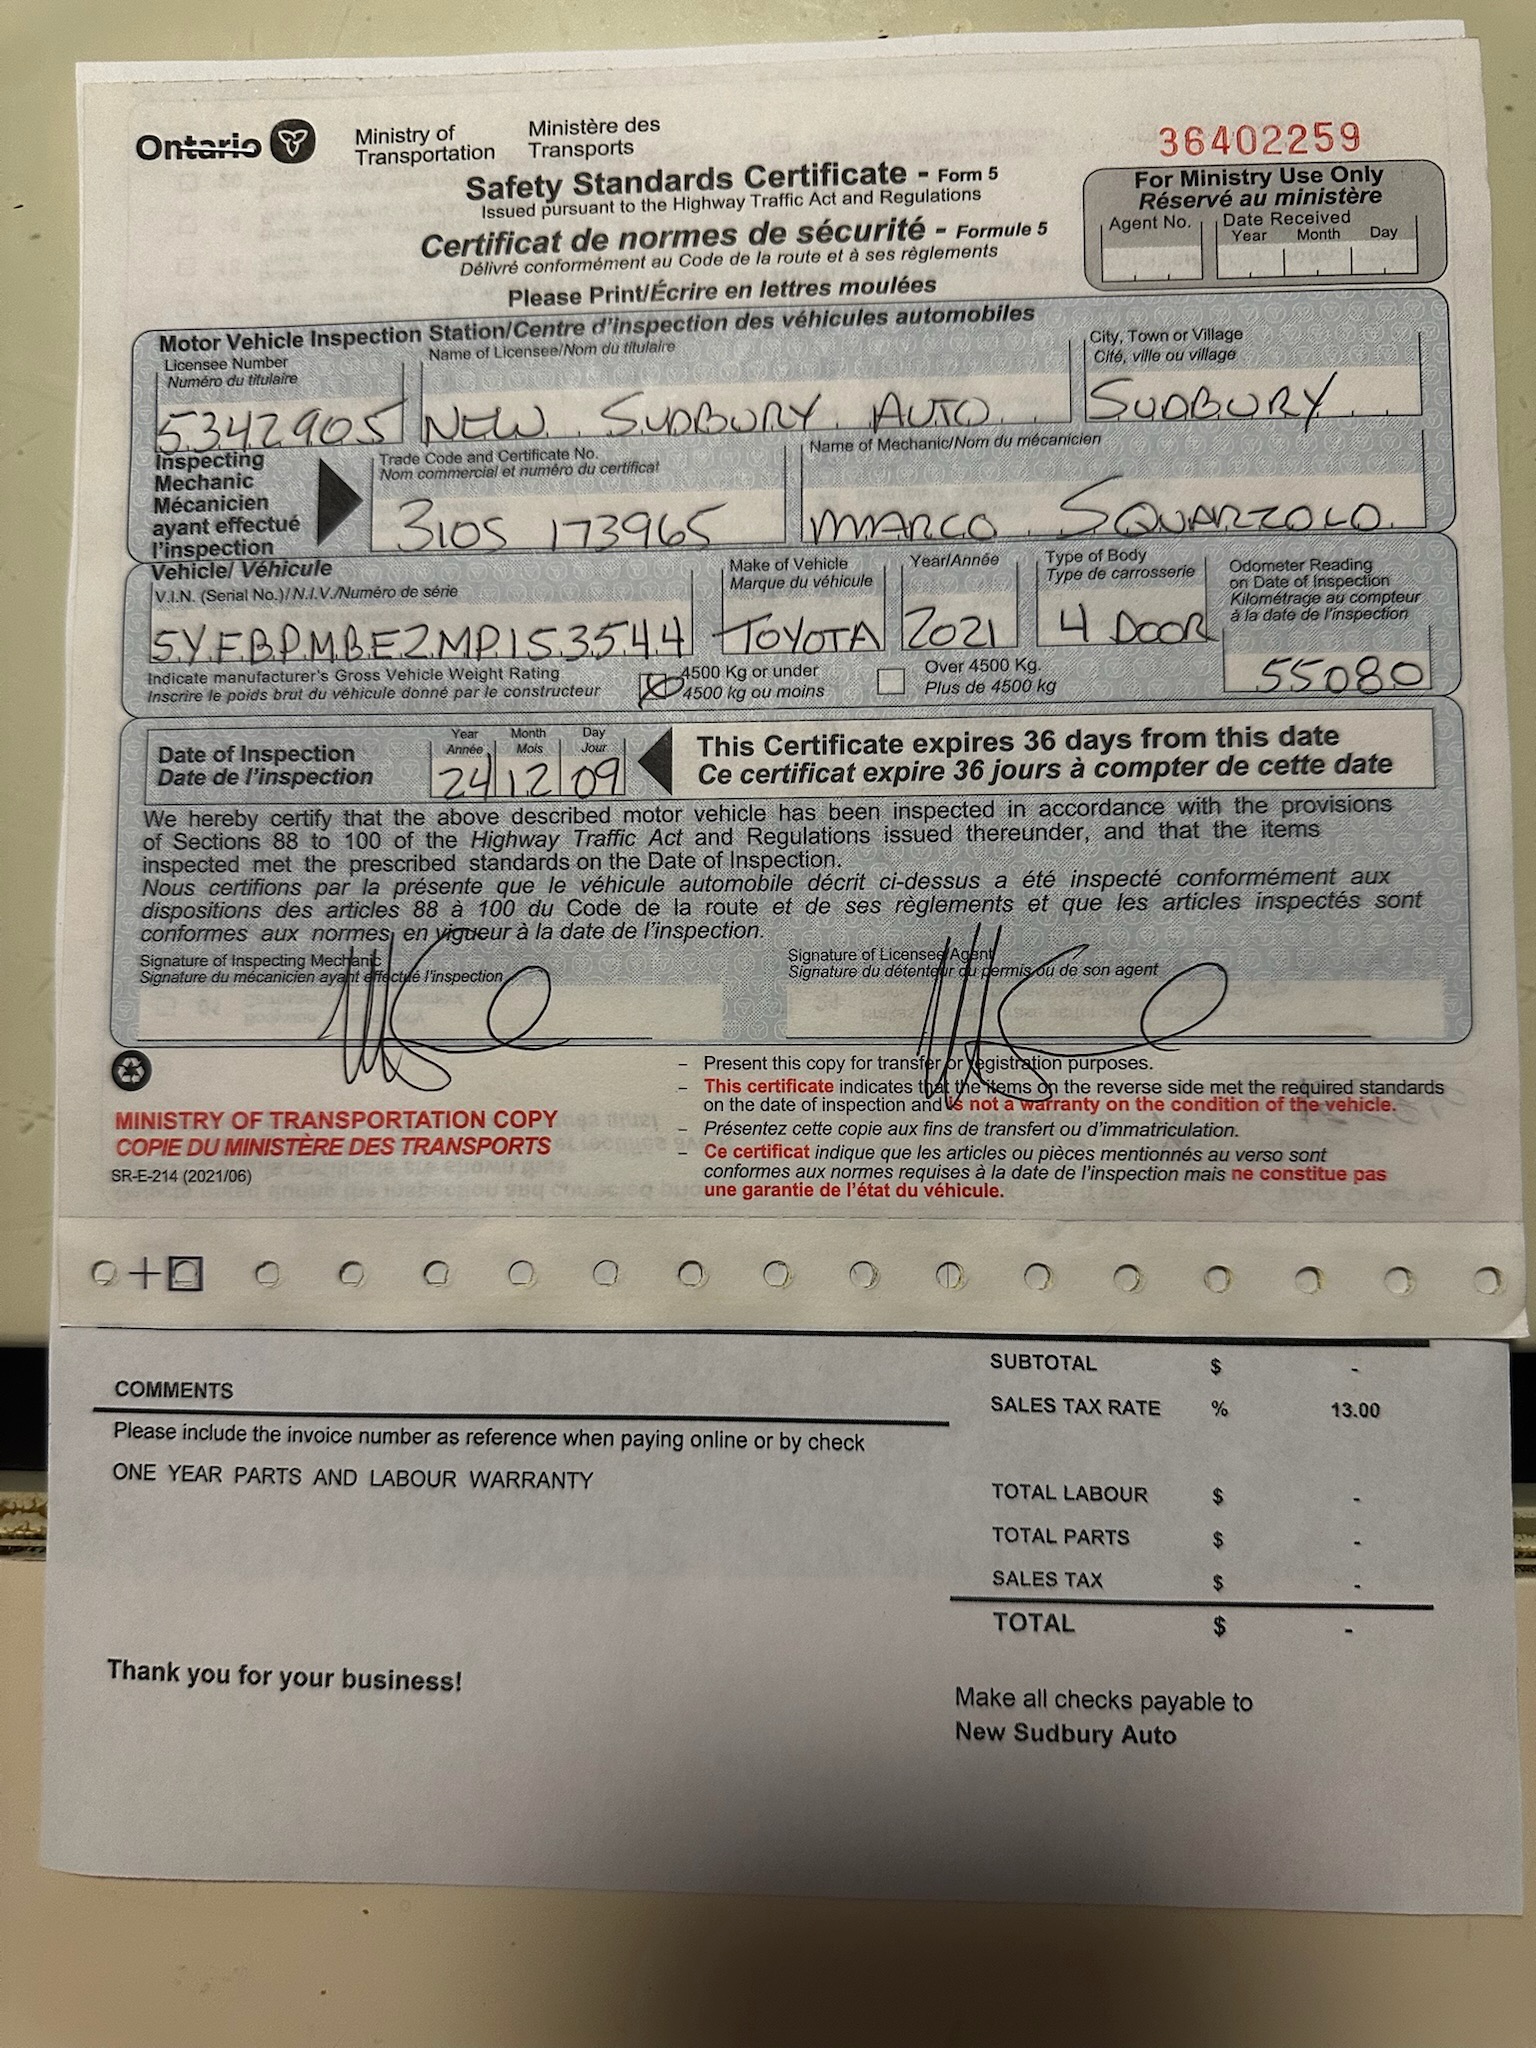 Ontario
Ministry of
Transportation
Ministère des
Transports
36402259
Safety Standards Certificate - Form 5
Issued pursuant to the Highway Traffic Act and Regulations
Certificat de normes de sécurité - Formule 5
Délivré conformément au Code de la route et à ses règlements
Please Print/Écrire en lettres moulées
For Ministry Use Only
Réservé au ministère
Agent No.
Date Received
Year Month Day
Motor Vehicle Inspection Station/Centre d'inspection des véhicules automobiles
Licensee Number
Numéro du titulaire
5342905
Name of Licensee/Nom du titulaire
NEW SUDBURY AUTO
City, Town or Village
Cité, ville ou village
SUDBURY
Inspecting
Mechanic
Mécanicien
ayant effectué
l'inspection
Trade Code and Certificate No.
Nom commercial et numéro du certificat
310S 173965
Name of Mechanic/Nom du mécanicien
MARCO SQUARZOLO
Vehicle/ Véhicule
V.I.N. (Serial No.)/N.I.V./Numéro de série
5YFBPMBE2MP153544
Make of Vehicle
Marque du véhicule
TOYOTA
Year/Année
2021
Type of Body
Type de carrosserie
4 DOOR
Odometer Reading
on Date of Inspection
Kilométrage au compteur
à la date de l'inspection
55080
Indicate manufacturer's Gross Vehicle Weight Rating
Inscrire le poids brut du véhicule donné par le constructeur
4500 Kg or under
4500 kg ou moins
Over 4500 Kg.
Plus de 4500 kg
Date of Inspection
Date de l'inspection
Year Month Day
Année Mois Jour
24 12 09
This Certificate expires 36 days from this date
Ce certificat expire 36 jours à compter de cette date
We hereby certify that the above described motor vehicle has been inspected in accordance with the provisions
of Sections 88 to 100 of the Highway Traffic Act and Regulations issued thereunder, and that the items
inspected met the prescribed standards on the Date of Inspection.
Nous certifions par la présente que le véhicule automobile décrit ci-dessus a été inspecté conformément aux
dispositions des articles 88 à 100 du Code de la route et de ses règlements et que les articles inspectés sont
conformes aux normes en vigueur à la date de l'inspection.
Signature of Inspecting Mechanic
Signature du mécanicien ayant effectué l'inspection
Signature of Licensee/Agent
Signature du détenteur du permis ou de son agent
- Present this copy for transfer or registration purposes.
- This certificate indicates that the items on the reverse side met the required standards
on the date of inspection and is not a warranty on the condition of the vehicle.
- Présentez cette copie aux fins de transfert ou d'immatriculation.
- Ce certificat indique que les articles ou pièces mentionnés au verso sont
conformes aux normes requises à la date de l'inspection mais ne constitue pas
une garantie de l'état du véhicule.
MINISTRY OF TRANSPORTATION COPY
COPIE DU MINISTÈRE DES TRANSPORTS
SR-E-214 (2021/06)
SUBTOTAL $ -
COMMENTS
SALES TAX RATE % 13.00
Please include the invoice number as reference when paying online or by check
ONE YEAR PARTS AND LABOUR WARRANTY
TOTAL LABOUR $ -
TOTAL PARTS $ -
SALES TAX $ -
TOTAL $ -
Thank you for your business!
Make all checks payable to
New Sudbury Auto